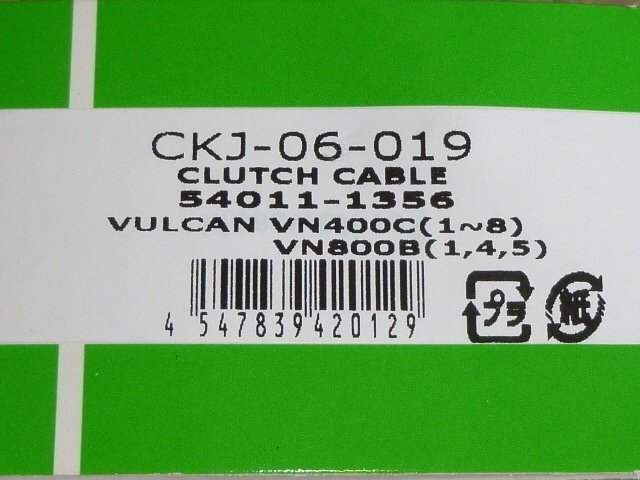 CKJ-06-019
CLUTCH CABLE
54011-1356
VULCAN VN400C(1~8)
VN800B(1,4,5)
4 547839 420129
プラ
紙